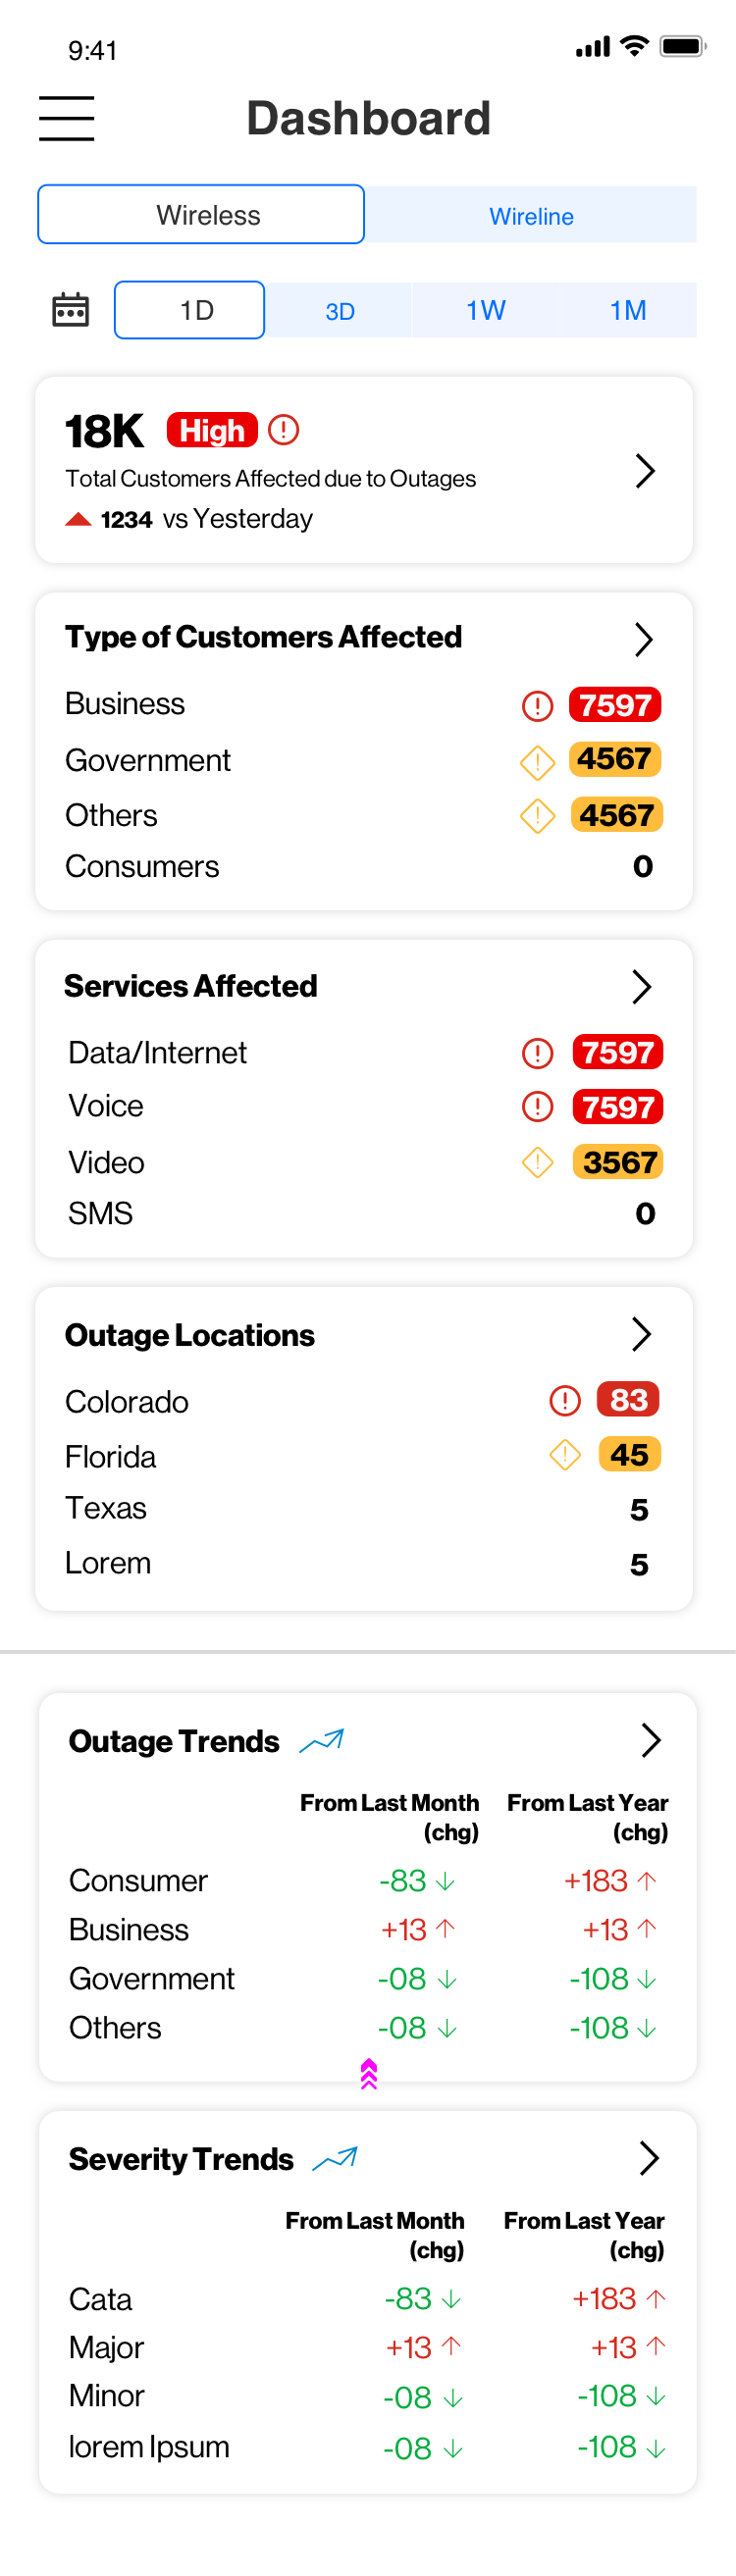 9:41
Dashboard
Wireless Wireline
1D 3D 1W 1M
18K High
Total Customers Affected due to Outages
1234 vs Yesterday
Type of Customers Affected
Business 7597
Government 4567
Others 4567
Consumers 0
Services Affected
Data/Internet 7597
Voice 7597
Video 3567
SMS 0
Outage Locations
Colorado 83
Florida 45
Texas 5
Lorem 5
Outage Trends
From Last Month From Last Year
(chg) (chg)
Consumer -83 ↓ +183 ↑
Business +13 ↑ +13 ↑
Government -08 ↓ -108 ↓
Others -08 ↓ -108 ↓
Severity Trends
From Last Month From Last Year
(chg) (chg)
Cata -83 ↓ +183 ↑
Major +13 ↑ +13 ↑
Minor -08 ↓ -108 ↓
lorem Ipsum -08 ↓ -108 ↓